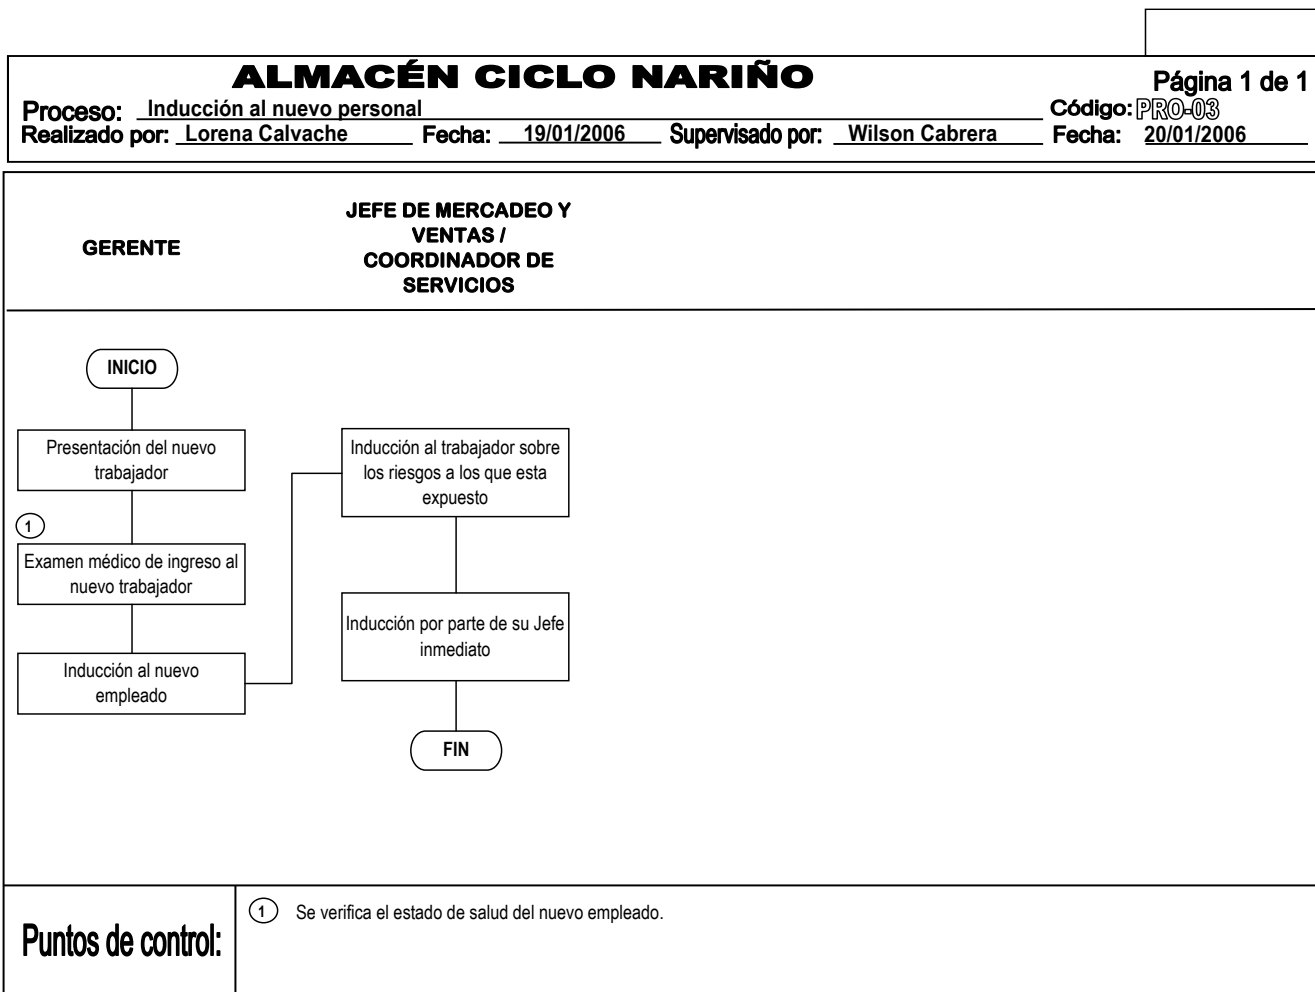 ALMACÉN CICLO NARIÑO
Página 1 de 1
Proceso: Inducción al nuevo personal Código: PRO-03
Realizado por: Lorena Calvache Fecha: 19/01/2006 Supervisado por: Wilson Cabrera Fecha: 20/01/2006
GERENTE
JEFE DE MERCADEO Y
VENTAS /
COORDINADOR DE
SERVICIOS
INICIO
Presentación del nuevo
trabajador
1
Examen médico de ingreso al
nuevo trabajador
Inducción al nuevo
empleado
Inducción al trabajador sobre
los riesgos a los que esta
expuesto
Inducción por parte de su Jefe
inmediato
FIN
Puntos de control:
1 Se verifica el estado de salud del nuevo empleado.